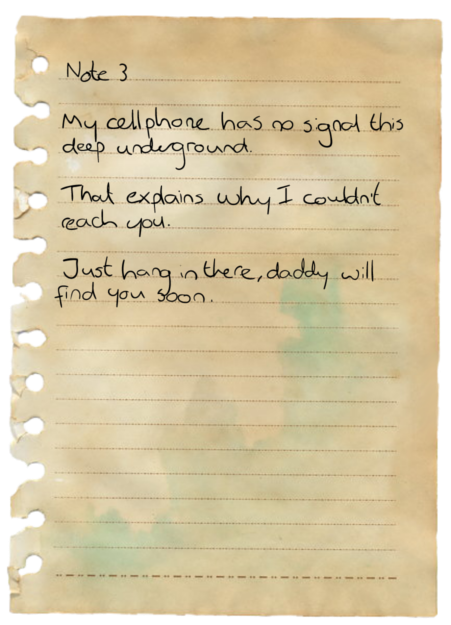 Note 3
My cellphone has no signal this
deep underground.
That explains why I couldn't
reach you.
Just hang in there, daddy will
find you soon.